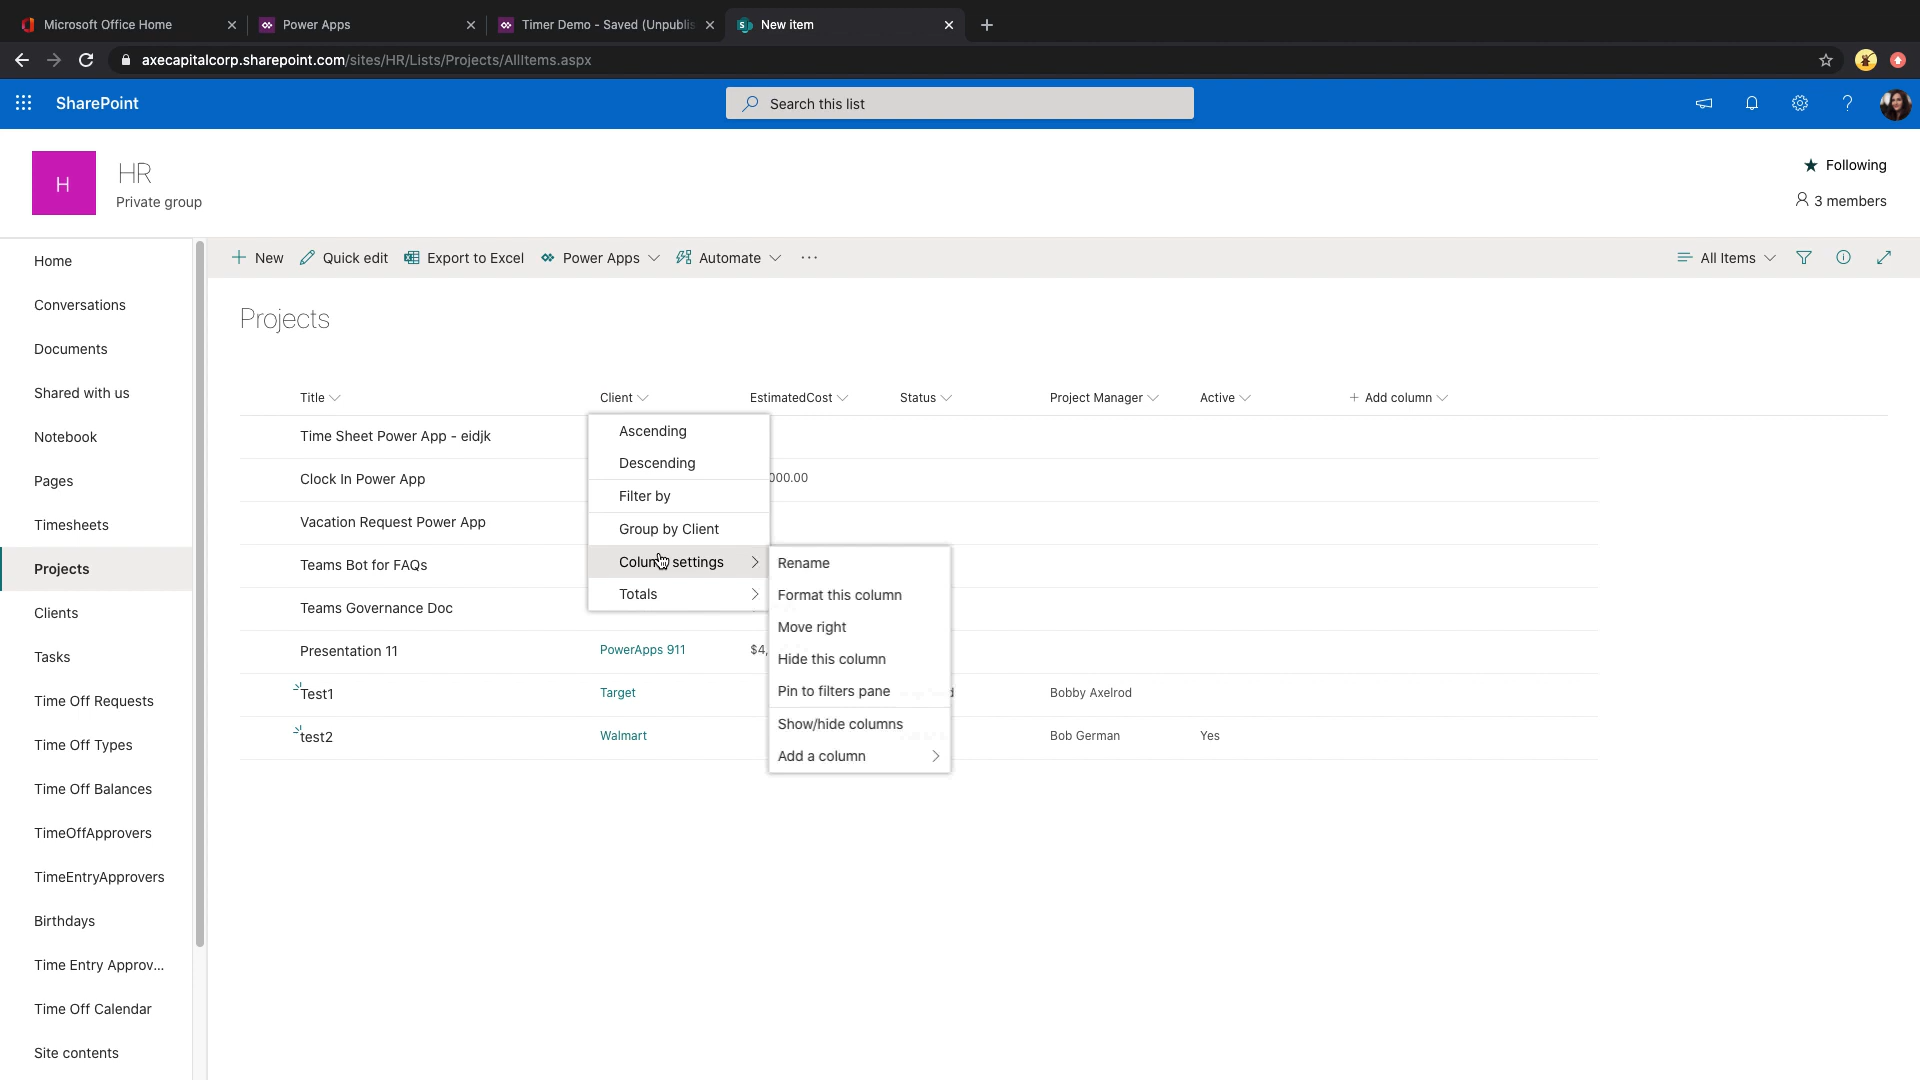 Microsoft Office Home
Power Apps
Timer Demo - Saved (Unpublis
New item
axecapitalcorp.sharepoint.com/sites/HR/Lists/Projects/AllItems.aspx
SharePoint
Search this list
H
HR
Private group
Following
3 members
Home
Conversations
Documents
Shared with us
Notebook
Pages
Timesheets
Projects
Clients
Tasks
Time Off Requests
Time Off Types
Time Off Balances
TimeOffApprovers
TimeEntryApprovers
Birthdays
Time Entry Approv...
Time Off Calendar
Site contents
New
Quick edit
Export to Excel
Power Apps
Automate
All Items
Projects
Title
Client
EstimatedCost
Status
Project Manager
Active
Add column
Time Sheet Power App - eidjk
Clock In Power App
000.00
Vacation Request Power App
Teams Bot for FAQs
Teams Governance Doc
Presentation 11
PowerApps 911
$4,
Test1
Target
Bobby Axelrod
test2
Walmart
Bob German
Yes
Ascending
Descending
Filter by
Group by Client
Column settings
Totals
Rename
Format this column
Move right
Hide this column
Pin to filters pane
Show/hide columns
Add a column